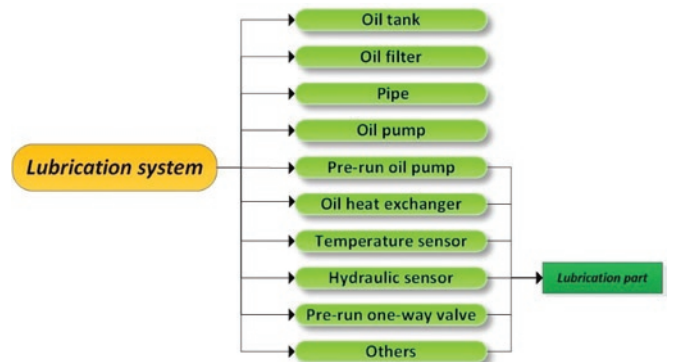 Oil tank
Oil filter
Pipe
Oil pump
Lubrication system
Pre-run oil pump
Oil heat exchanger
Temperature sensor
Hydraulic sensor
Lubrication part
Pre-run one-way valve
Others